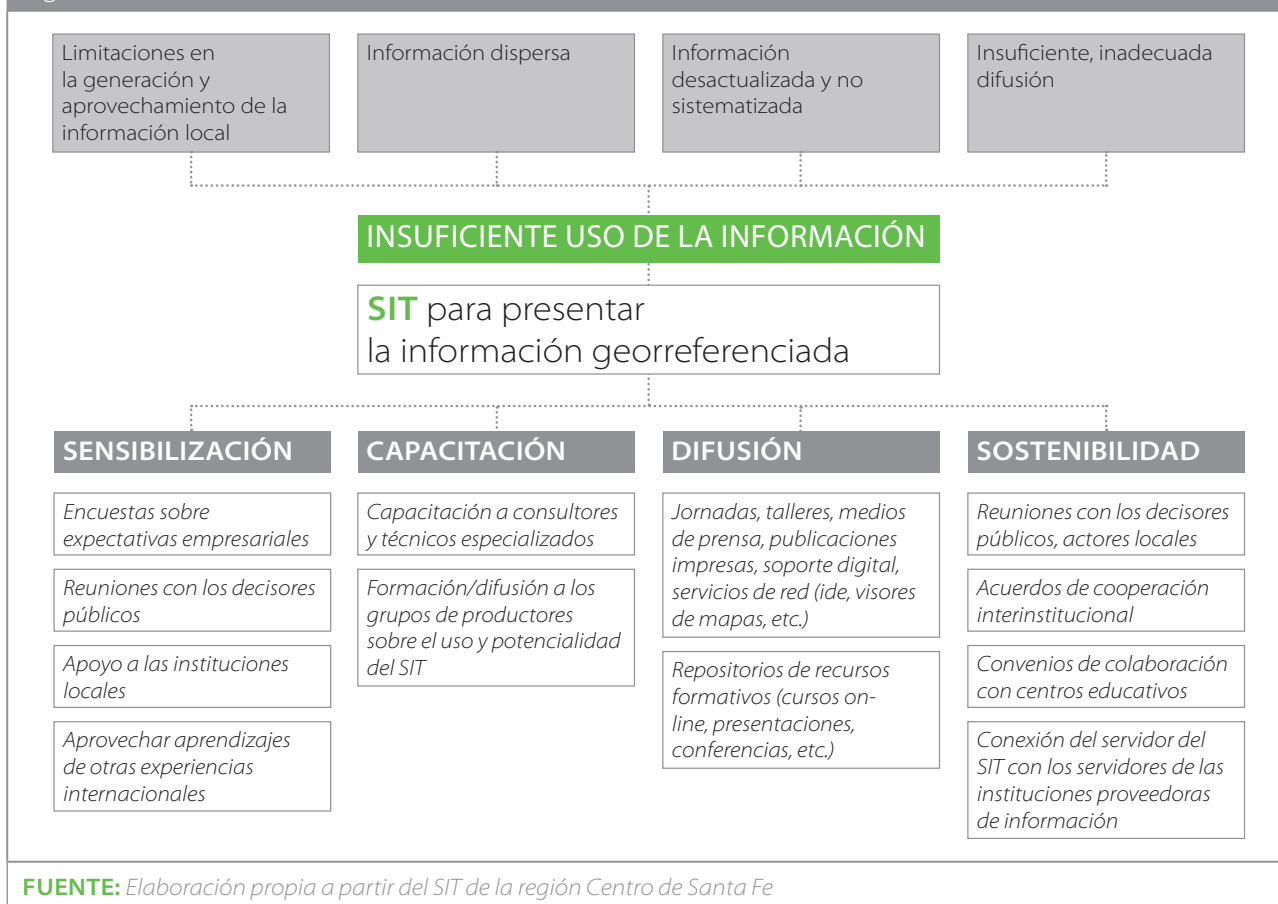 Limitaciones en
la generación y
aprovechamiento de la
información local
Información dispersa
Información
desactualizada y no
sistematizada
Insuficiente, inadecuada
difusión
INSUFICIENTE USO DE LA INFORMACIÓN
SIT para presentar
la información georreferenciada
SENSIBILIZACIÓN
Encuestas sobre
expectativas empresariales
Reuniones con los decisores
públicos
Apoyo a las instituciones
locales
Aprovechar aprendizajes
de otras experiencias
internacionales
CAPACITACIÓN
Capacitación a consultores
y técnicos especializados
Formación/difusión a los
grupos de productores
sobre el uso y potencialidad
del SIT
DIFUSIÓN
Jornadas, talleres, medios
de prensa, publicaciones
impresas, soporte digital,
servicios de red (ide, visores
de mapas, etc.)
Repositorios de recursos
formativos (cursos on-
line, presentaciones,
conferencias, etc.)
SOSTENIBILIDAD
Reuniones con los decisores
públicos, actores locales
Acuerdos de cooperación
interinstitucional
Convenios de colaboración
con centros educativos
Conexión del servidor del
SIT con los servidores de las
instituciones proveedoras
de información
FUENTE: Elaboración propia a partir del SIT de la región Centro de Santa Fe